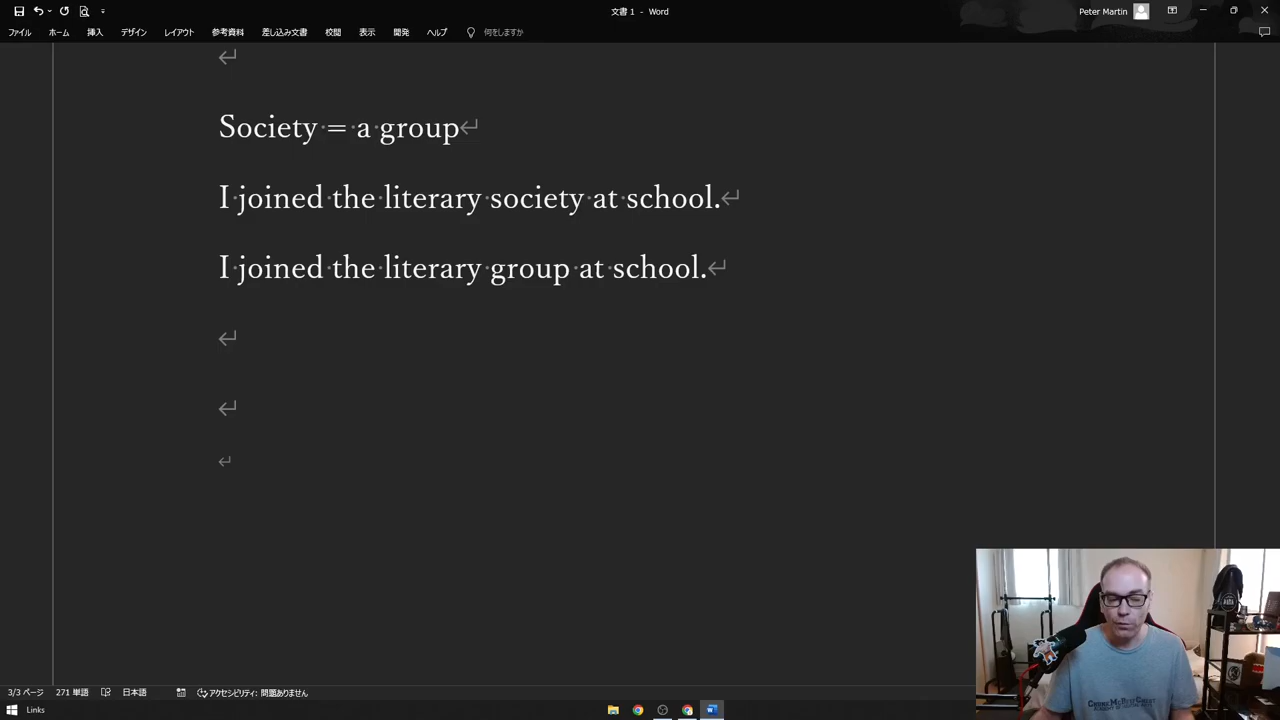 文書 1 - Word
Peter Martin
ファイル ホーム 挿入 デザイン レイアウト 参考資料 差し込み文書 校閲 表示 開発 ヘルプ 何をしますか
Society = a group
I joined the literary society at school.
I joined the literary group at school.
3/3 ページ 271 単語 日本語 アクセシビリティ: 問題ありません
Links